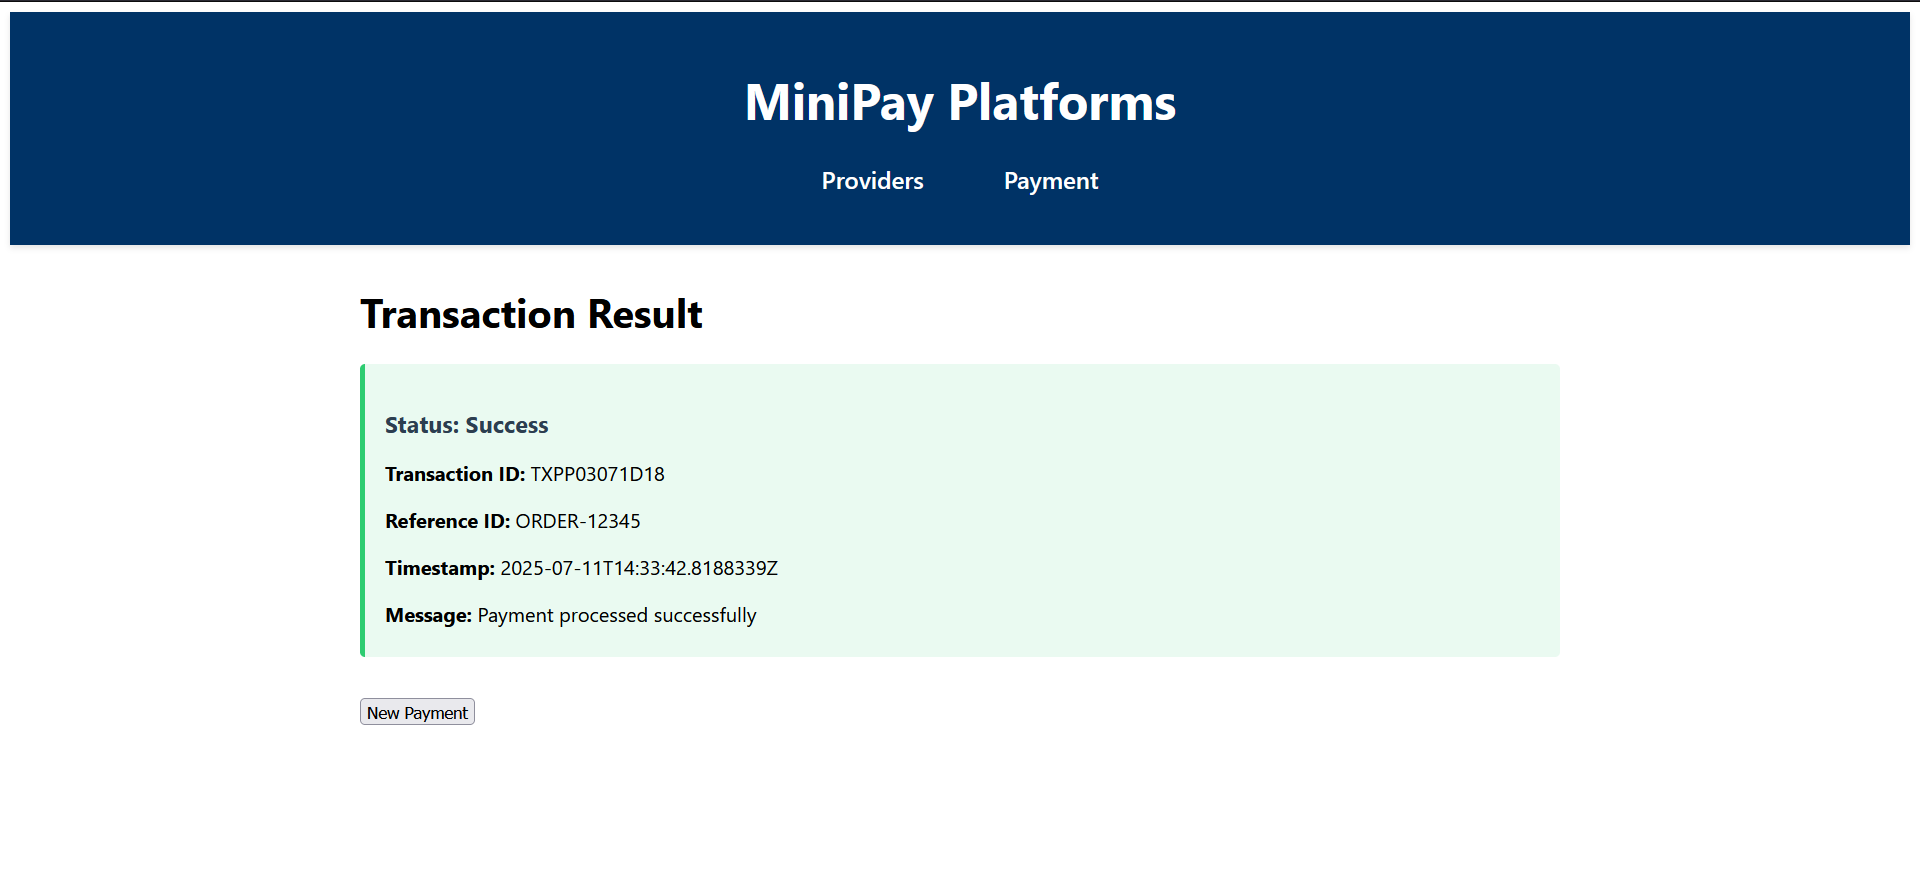 MiniPay Platforms
Providers Payment
Transaction Result
Status: Success
Transaction ID: TXPP03071D18
Reference ID: ORDER-12345
Timestamp: 2025-07-11T14:33:42.8188339Z
Message: Payment processed successfully
New Payment